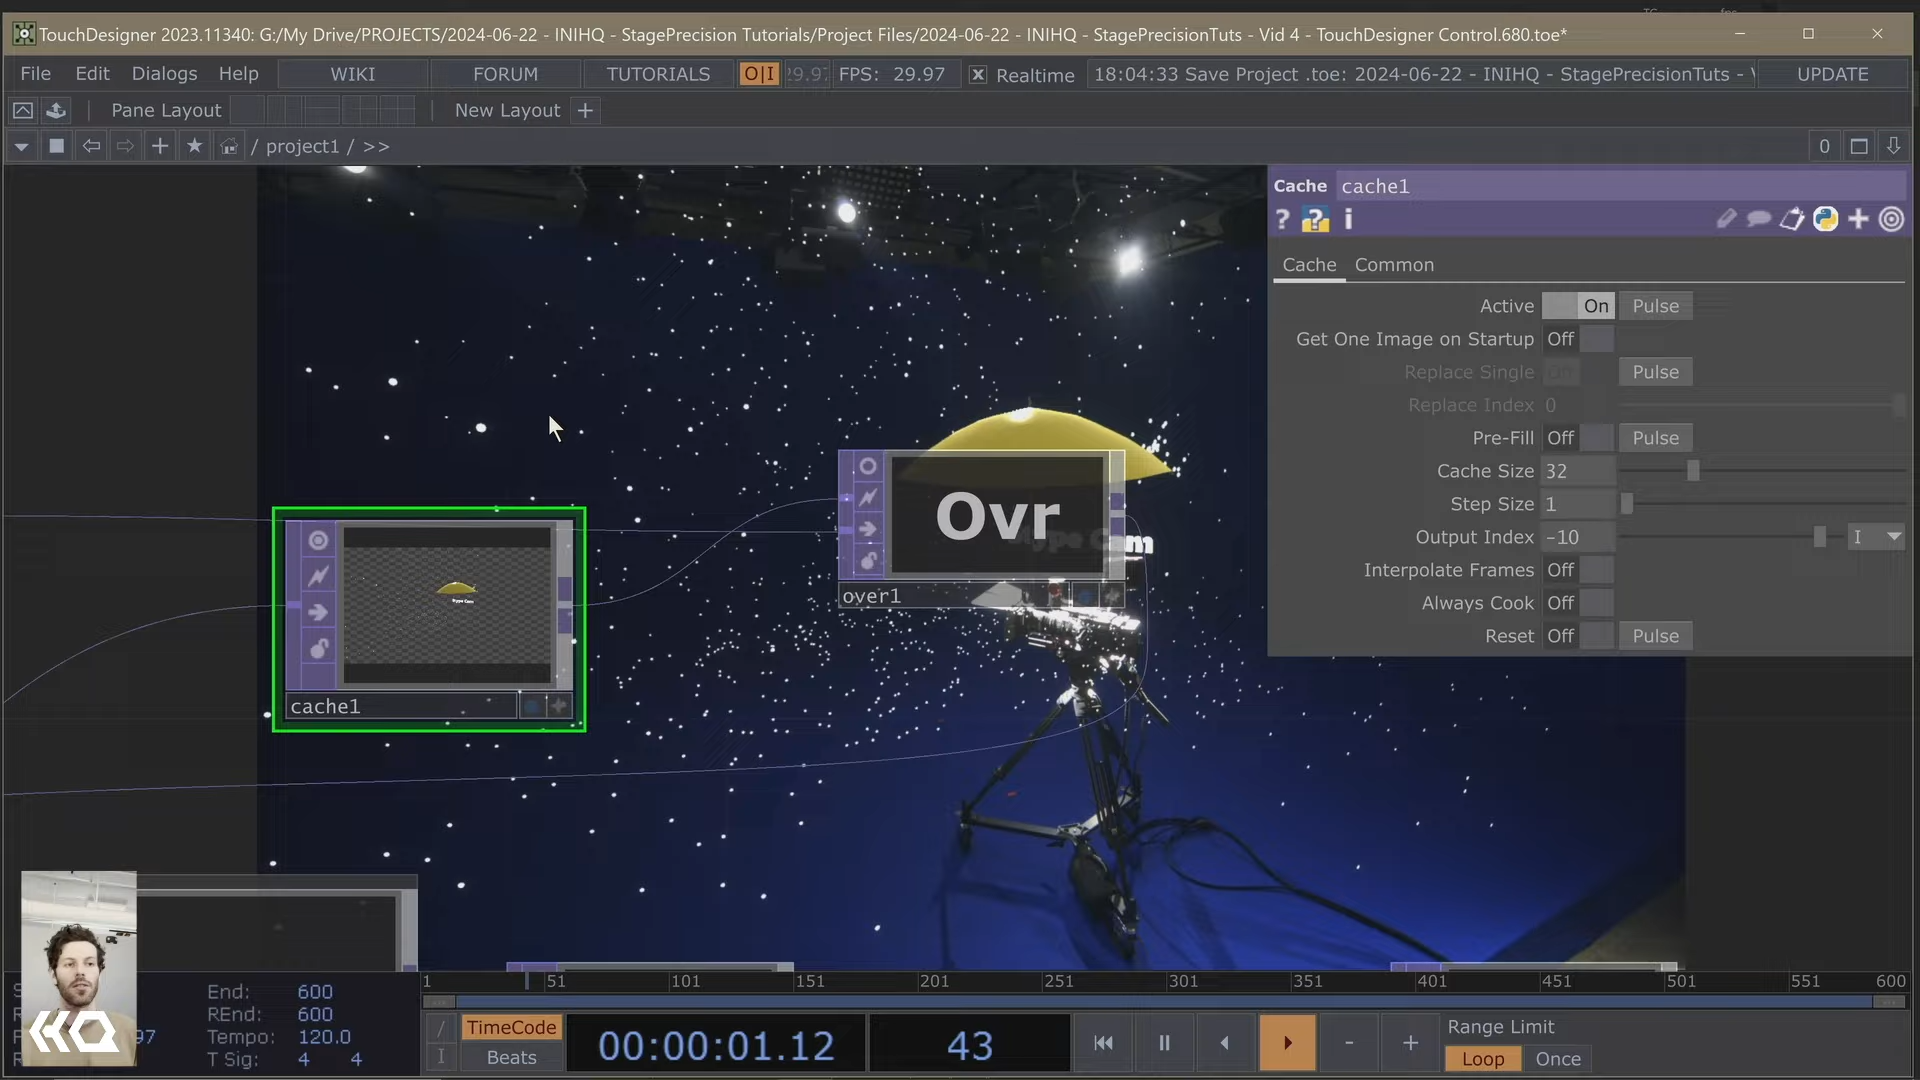 TouchDesigner 2023.11340: G:/My Drive/PROJECTS/2024-06-22 - INIHQ - StagePrecision Tutorials/Project Files/2024-06-22 - INIHQ - StagePrecisionTuts - Vid 4 - TouchDesigner Control.680.toe*
File Edit Dialogs Help WIKI FORUM TUTORIALS O|I 29.97 FPS: 29.97 X Realtime 18:04:33 Save Project .toe: 2024-06-22 - INIHQ - StagePrecisionTuts - UPDATE
Pane Layout New Layout +
/ project1 / >> 0
Cache cache1
? ? i
Cache Common
Active On Pulse
Get One Image on Startup Off
Replace Single Pulse
Replace Index 0
Pre-Fill Off Pulse
Cache Size 32
Step Size 1
Output Index -10 I
Interpolate Frames Off
Always Cook Off
Reset Off Pulse
Ovr
Cam
over1
cache1
1 51 101 151 201 251 301 351 401 451 501 551 600
End: 600
REnd: 600
97 Tempo: 120.0
T Sig: 4 4
HQ
/ TimeCode
I Beats
00:00:01.12 43
- +
Range Limit
Loop Once